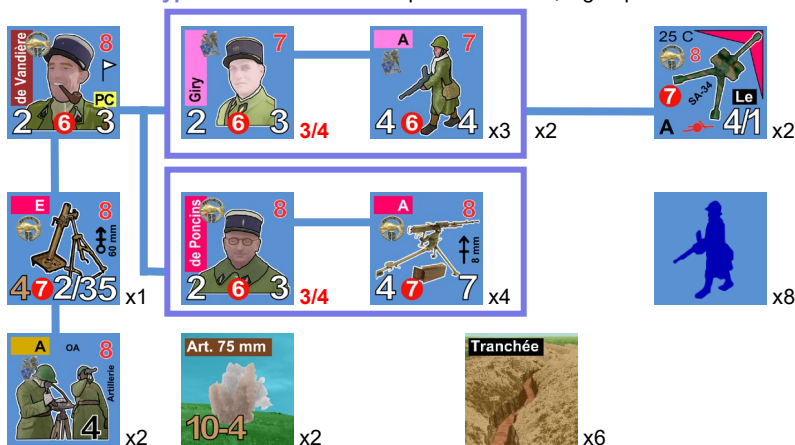 de Vandière
8
PC
2 6 3
Giry
7
2 6 3
3/4
A
7
4 6 4
x3
x2
25 C
8
7
SA-34
Le
A
4/1
x2
E
8
60 mm
4 7 2/35
x1
de Poncins
8
2 6 3
3/4
A
8
8 mm
4 7 7
x4
x8
A OA 8
Artillerie
4
x2
Art. 75 mm
10-4
x2
Tranchée
x6